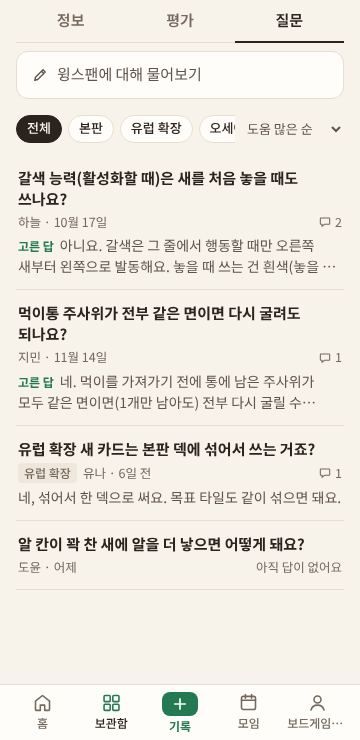 정보 평가 질문
윙스팬에 대해 물어보기
전체 본판 유럽 확장 오세 도움 많은 순
갈색 능력(활성화할 때)은 새를 처음 놓을 때도
쓰나요?
하늘 · 10월 17일 2
고른 답 아니요. 갈색은 그 줄에서 행동할 때만 오른쪽
새부터 왼쪽으로 발동해요. 놓을 때 쓰는 건 흰색(놓을 …
먹이통 주사위가 전부 같은 면이면 다시 굴려도
되나요?
지민 · 11월 14일 1
고른 답 네. 먹이를 가져가기 전에 통에 남은 주사위가
모두 같은 면이면(1개만 남아도) 전부 다시 굴릴 수…
유럽 확장 새 카드는 본판 덱에 섞어서 쓰는 거죠?
유럽 확장 유나 · 6일 전 1
네, 섞어서 한 덱으로 써요. 목표 타일도 같이 섞으면 돼요.
알 칸이 꽉 찬 새에 알을 더 낳으면 어떻게 돼요?
도윤 · 어제 아직 답이 없어요
홈 보관함 기록 모임 보드게임…